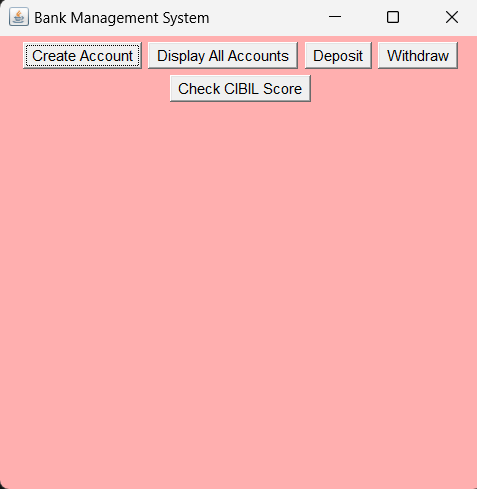 Bank Management System
Create Account Display All Accounts Deposit Withdraw
Check CIBIL Score